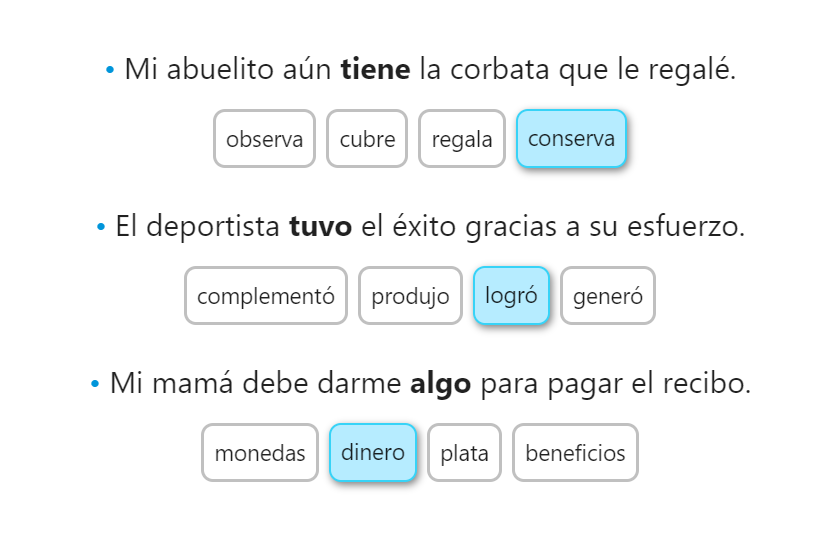 • Mi abuelito aún tiene la corbata que le regalé.
observa cubre regala conserva
• El deportista tuvo el éxito gracias a su esfuerzo.
complementó produjo logró generó
• Mi mamá debe darme algo para pagar el recibo.
monedas dinero plata beneficios